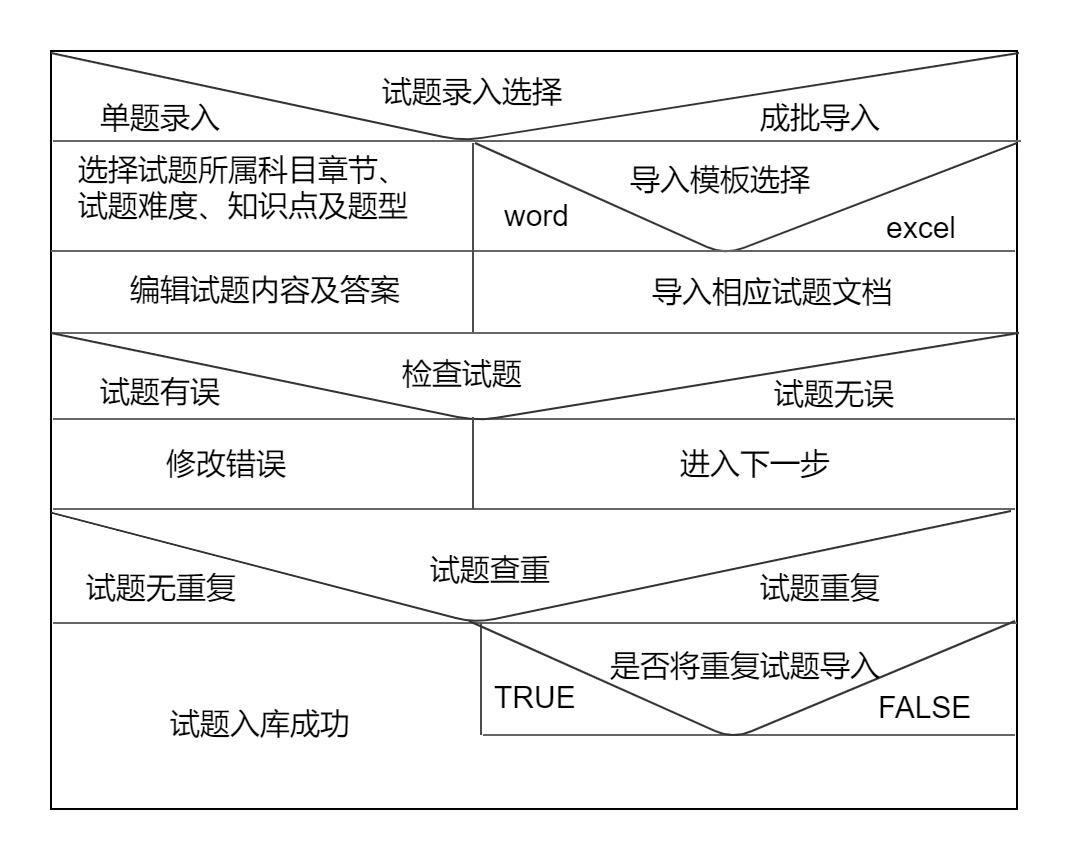 试题录入选择
单题录入
成批导入
选择试题所属科目章节、
试题难度、知识点及题型
导入模板选择
word
excel
编辑试题内容及答案
导入相应试题文档
检查试题
试题有误
试题无误
修改错误
进入下一步
试题查重
试题无重复
试题重复
是否将重复试题导入
TRUE
FALSE
试题入库成功